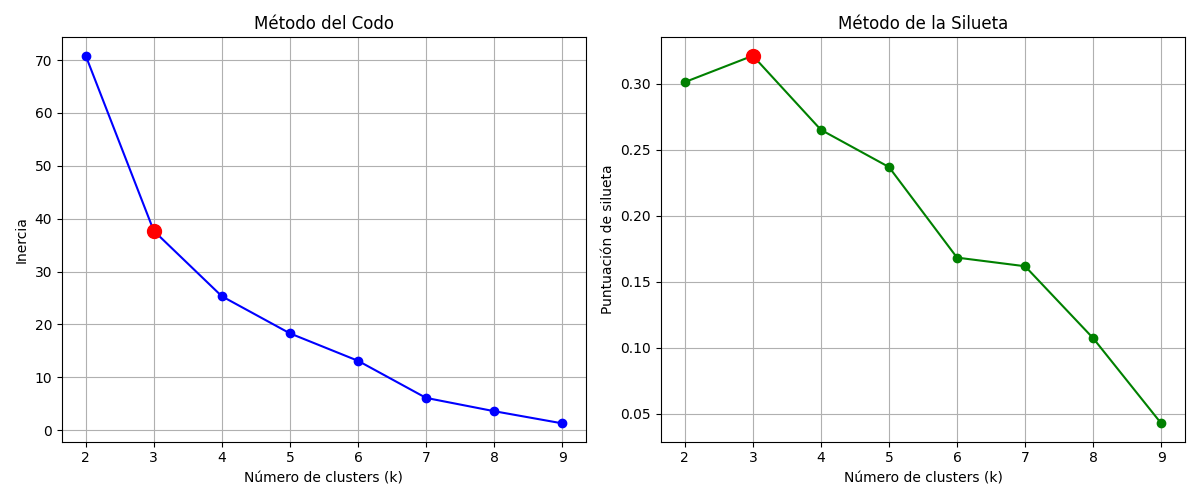 Método del Codo
70
60
50
40
30
20
10
0
Inercia
2 3 4 5 6 7 8 9
Número de clusters (k)
Método de la Silueta
0.30
0.25
0.20
0.15
0.10
0.05
Puntuación de silueta
2 3 4 5 6 7 8 9
Número de clusters (k)